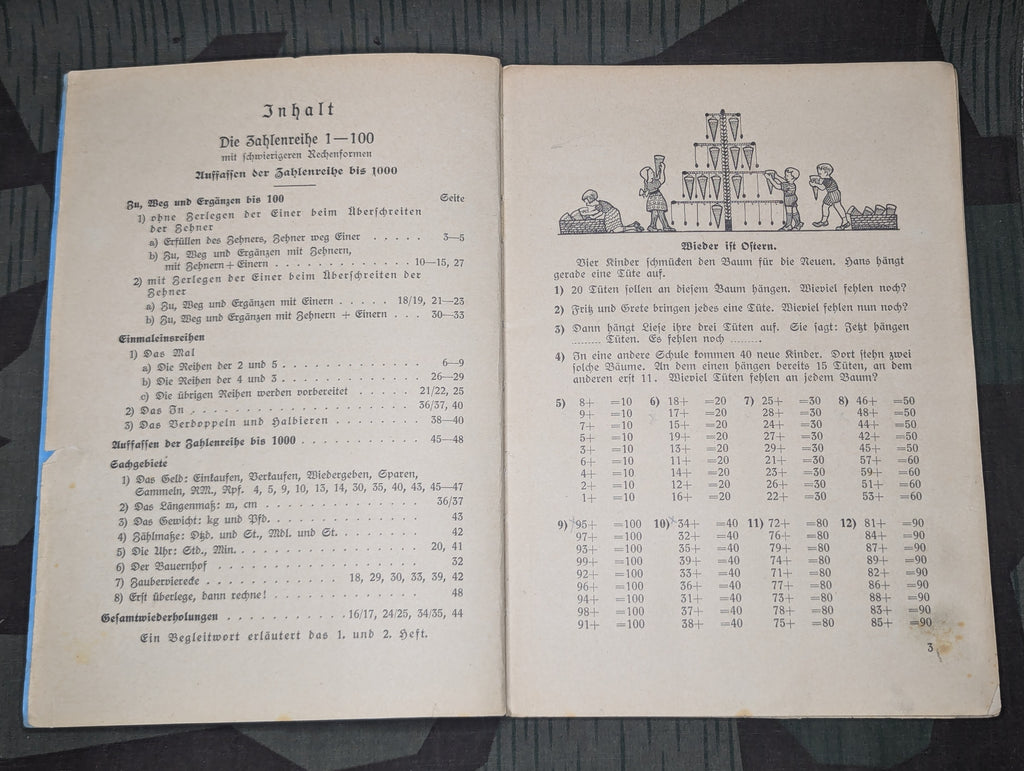 Inhalt
Die Zahlenreihe 1—100
mit schwierigeren Rechenformen
Auffassen der Zahlenreihe bis 1000
Zu, Weg und Ergänzen bis 100 Seite
1) ohne Zerlegen der Einer beim Überschreiten
der Zehner
a) Erfüllen des Zehners, Zehner weg Einer . . . . . 3—5
b) Zu, Weg und Ergänzen mit Zehnern,
mit Zehnern + Einern . . . . . . . . . . . 10—15, 27
2) mit Zerlegen der Einer beim Überschreiten der
Zehner
a) Zu, Weg und Ergänzen mit Einern . . . . . 18/19, 21—23
b) Zu, Weg und Ergänzen mit Zehnern + Einern . . . 30—33
Einmaleinsreihen
1) Das Mal
a) Die Reihen der 2 und 5 . . . . . . . . . . . 6—9
b) Die Reihen der 4 und 3 . . . . . . . . . . . 26—29
c) Die übrigen Reihen werden vorbereitet . . . . . 21/22, 25
2) Das In . . . . . . . . . . . . . . . . . 36/37, 40
3) Das Verdoppeln und Halbieren . . . . . . . . . 38—40
Auffassen der Zahlenreihe bis 1000 . . . . . . . . . 45—48
Sachgebiete
1) Das Geld: Einkaufen, Verkaufen, Wiedergeben, Sparen,
Sammeln, RM., Rpf. 4, 5, 9, 10, 13, 14, 30, 35, 40, 43, 45—47
2) Das Längenmaß: m, cm . . . . . . . . . . . 36/37
3) Das Gewicht: kg und Pfd. . . . . . . . . . . 43
4) Zählmaße: Dtzd. und St., Mdl. und St. . . . . . . 42
5) Die Uhr: Std., Min. . . . . . . . . . . . . 20, 41
6) Der Bauernhof . . . . . . . . . . . . . . 32
7) Zaubervierecke . . . . . . . . 18, 29, 30, 33, 39, 42
8) Erst überlege, dann rechne! . . . . . . . . . . 48
Gesamtwiederholungen . . . . . . . . . 16/17, 24/25, 34/35, 44
Ein Begleitwort erläutert das 1. und 2. Heft.
Wieder ist Ostern.
Vier Kinder schmücken den Baum für die Neuen. Hans hängt
gerade eine Tüte auf.
1) 20 Tüten sollen an diesem Baum hängen. Wieviel fehlen noch?
2) Fritz und Grete bringen jedes eine Tüte. Wieviel fehlen nun noch?
3) Dann hängt Liese ihre drei Tüten auf. Sie sagt: Jetzt hängen
......... Tüten. Es fehlen noch .........
4) In eine andere Schule kommen 40 neue Kinder. Dort stehn zwei
solche Bäume. An dem einen hängen bereits 15 Tüten, an dem
anderen erst 11. Wieviel Tüten fehlen an jedem Baum?
5) 8+ =10 6) 18+ =20 7) 25+ =30 8) 46+ =50
9+ =10 17+ =20 28+ =30 48+ =50
7+ =10 15+ =20 24+ =30 44+ =50
5+ =10 19+ =20 27+ =30 42+ =50
3+ =10 13+ =20 29+ =30 45+ =50
6+ =10 11+ =20 21+ =30 57+ =60
4+ =10 14+ =20 23+ =30 59+ =60
2+ =10 12+ =20 26+ =30 51+ =60
1+ =10 16+ =20 22+ =30 53+ =60
9) 95+ =100 10) 34+ =40 11) 72+ =80 12) 81+ =90
97+ =100 32+ =40 76+ =80 84+ =90
93+ =100 35+ =40 79+ =80 87+ =90
99+ =100 39+ =40 74+ =80 89+ =90
92+ =100 33+ =40 71+ =80 82+ =90
96+ =100 36+ =40 77+ =80 86+ =90
94+ =100 31+ =40 73+ =80 88+ =90
98+ =100 37+ =40 78+ =80 83+ =90
91+ =100 38+ =40 75+ =80 85+ =90
3